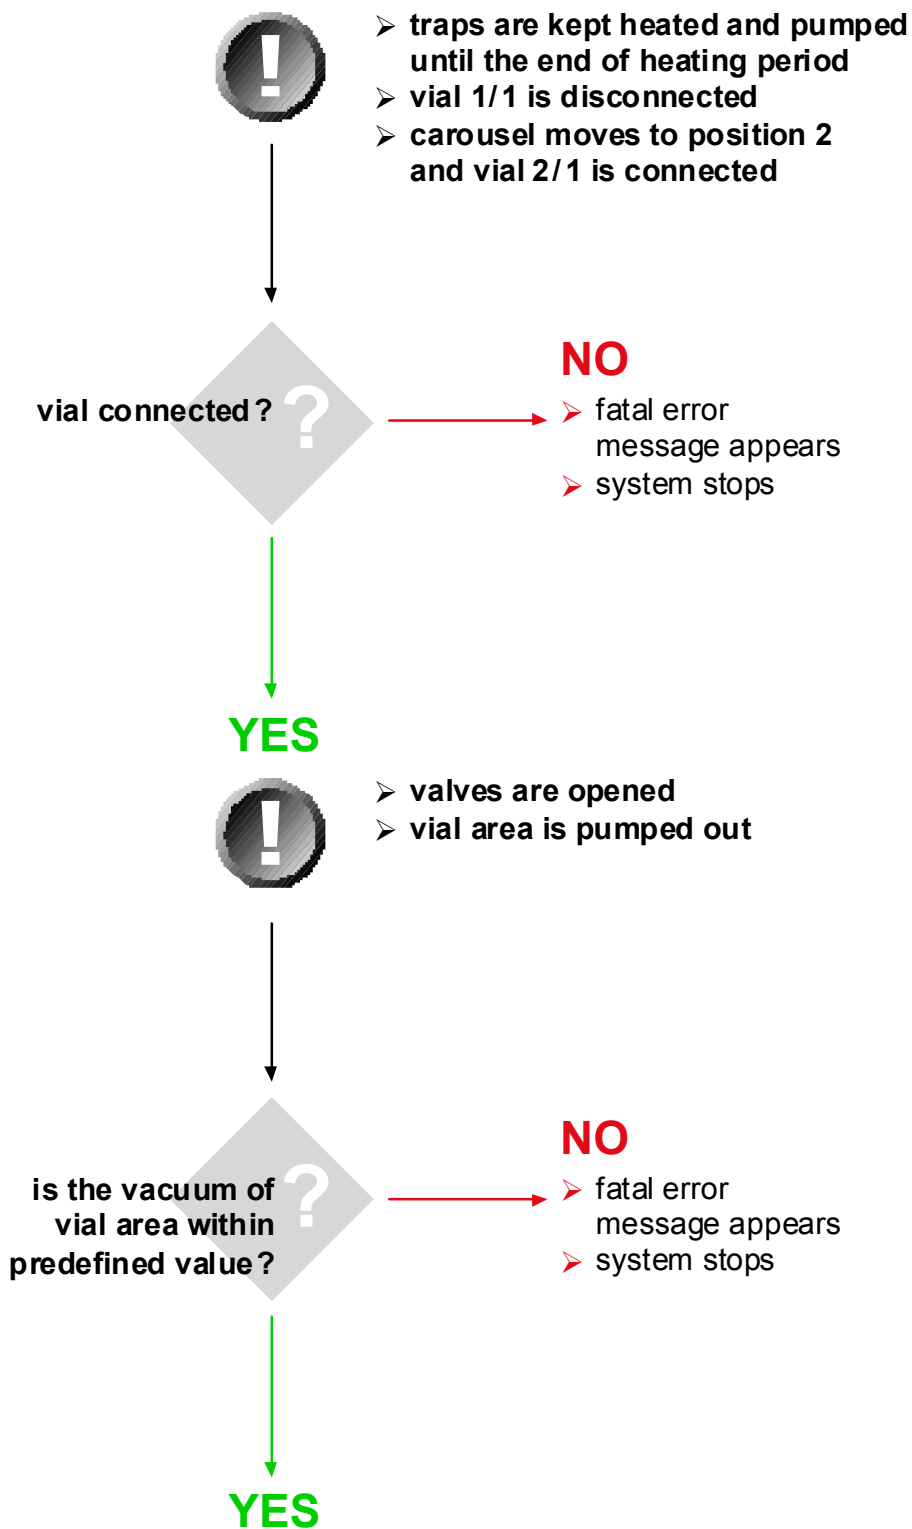 !
➢ traps are kept heated and pumped
until the end of heating period
➢ vial 1/1 is disconnected
➢ carousel moves to position 2
and vial 2/1 is connected
vial connected?
?
NO
➢ fatal error
message appears
➢ system stops
YES
!
➢ valves are opened
➢ vial area is pumped out
is the vacuum of
vial area within
predefined value?
?
NO
➢ fatal error
message appears
➢ system stops
YES